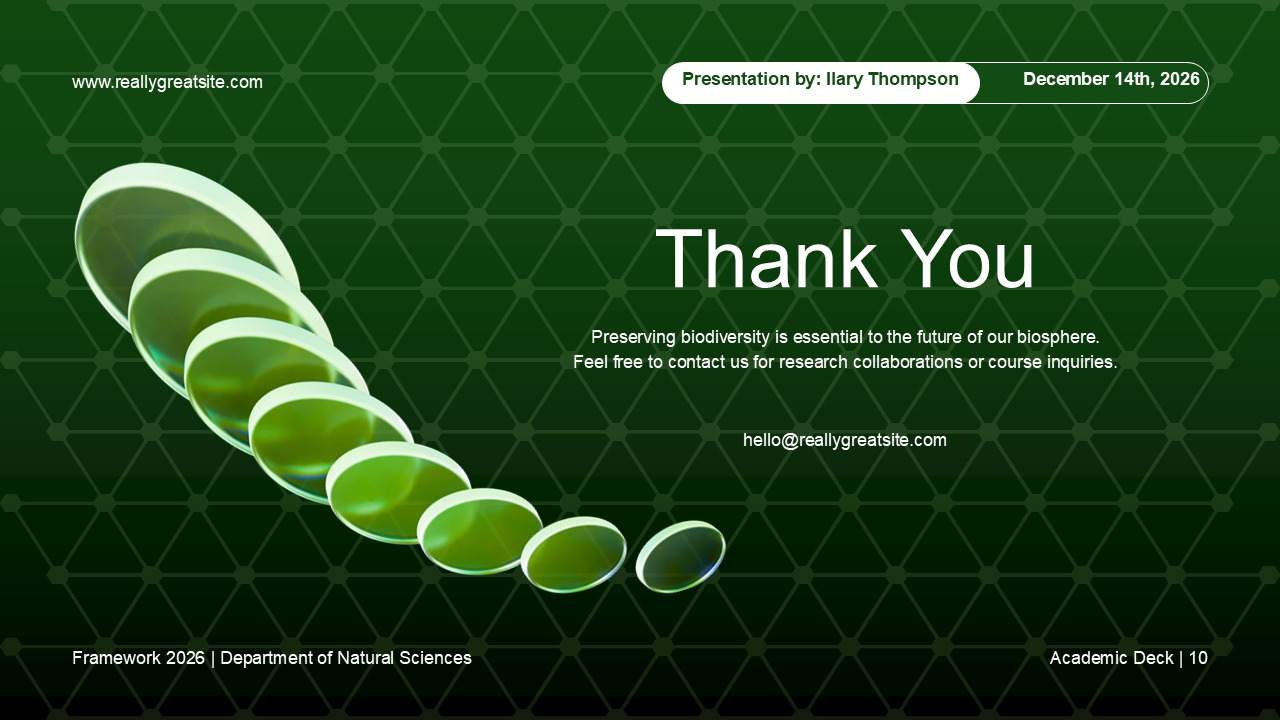 www.reallygreatsite.com
Presentation by: Ilary Thompson
December 14th, 2026
Thank You
Preserving biodiversity is essential to the future of our biosphere.
Feel free to contact us for research collaborations or course inquiries.
hello@reallygreatsite.com
Framework 2026 | Department of Natural Sciences
Academic Deck | 10